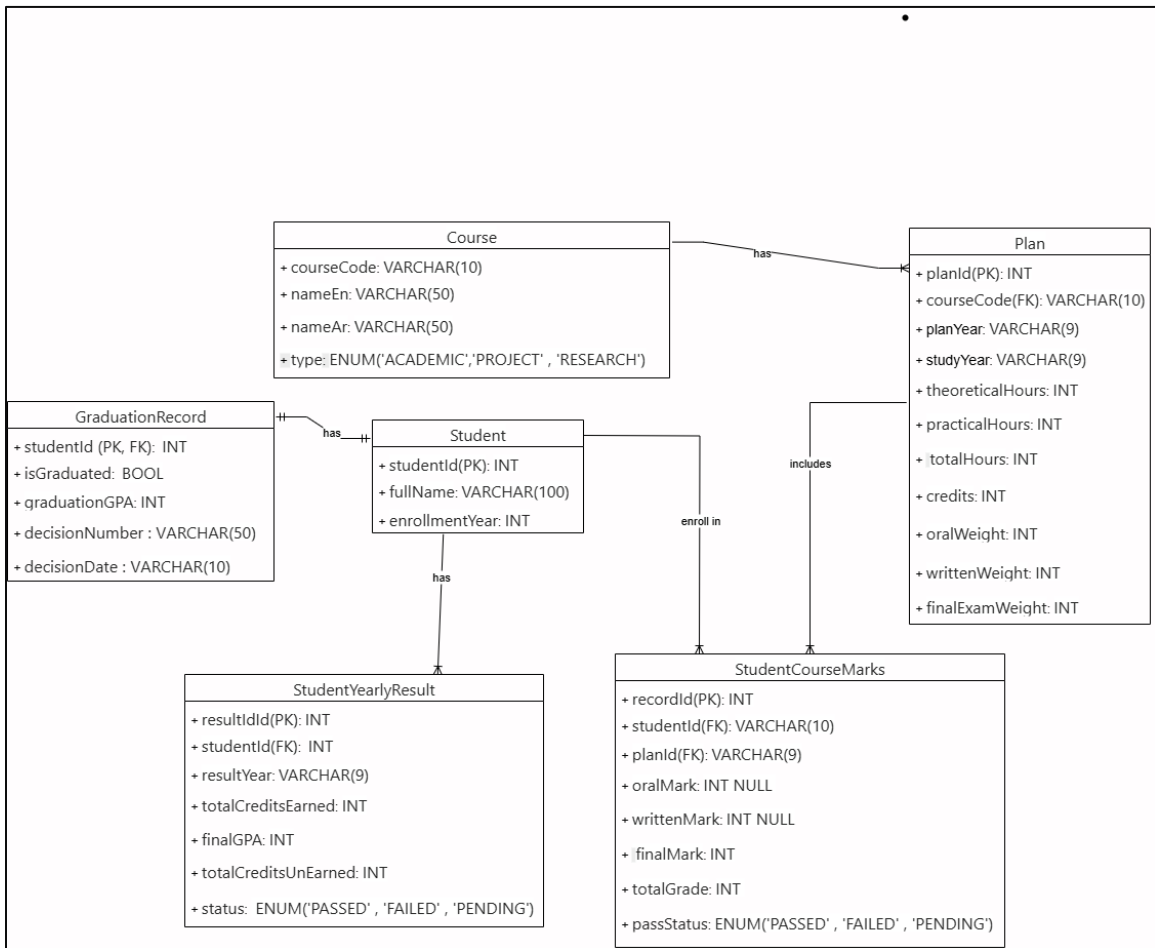 Course
+ courseCode: VARCHAR(10)
+ nameEn: VARCHAR(50)
+ nameAr: VARCHAR(50)
+ type: ENUM('ACADEMIC','PROJECT' , 'RESEARCH')
has
Plan
+ planId(PK): INT
+ courseCode(FK): VARCHAR(10)
+ planYear: VARCHAR(9)
+ studyYear: VARCHAR(9)
+ theoreticalHours: INT
+ practicalHours: INT
+ totalHours: INT
+ credits: INT
+ oralWeight: INT
+ writtenWeight: INT
+ finalExamWeight: INT
GraduationRecord
+ studentId (PK, FK): INT
+ isGraduated: BOOL
+ graduationGPA: INT
+ decisionNumber : VARCHAR(50)
+ decisionDate : VARCHAR(10)
has
Student
+ studentId(PK): INT
+ fullName: VARCHAR(100)
+ enrollmentYear: INT
includes
enroll in
has
StudentYearlyResult
+ resultIdId(PK): INT
+ studentId(FK): INT
+ resultYear: VARCHAR(9)
+ totalCreditsEarned: INT
+ finalGPA: INT
+ totalCreditsUnEarned: INT
+ status: ENUM('PASSED' , 'FAILED' , 'PENDING')
StudentCourseMarks
+ recordId(PK): INT
+ studentId(FK): VARCHAR(10)
+ planId(FK): VARCHAR(9)
+ oralMark: INT NULL
+ writtenMark: INT NULL
+ finalMark: INT
+ totalGrade: INT
+ passStatus: ENUM('PASSED' , 'FAILED' , 'PENDING')